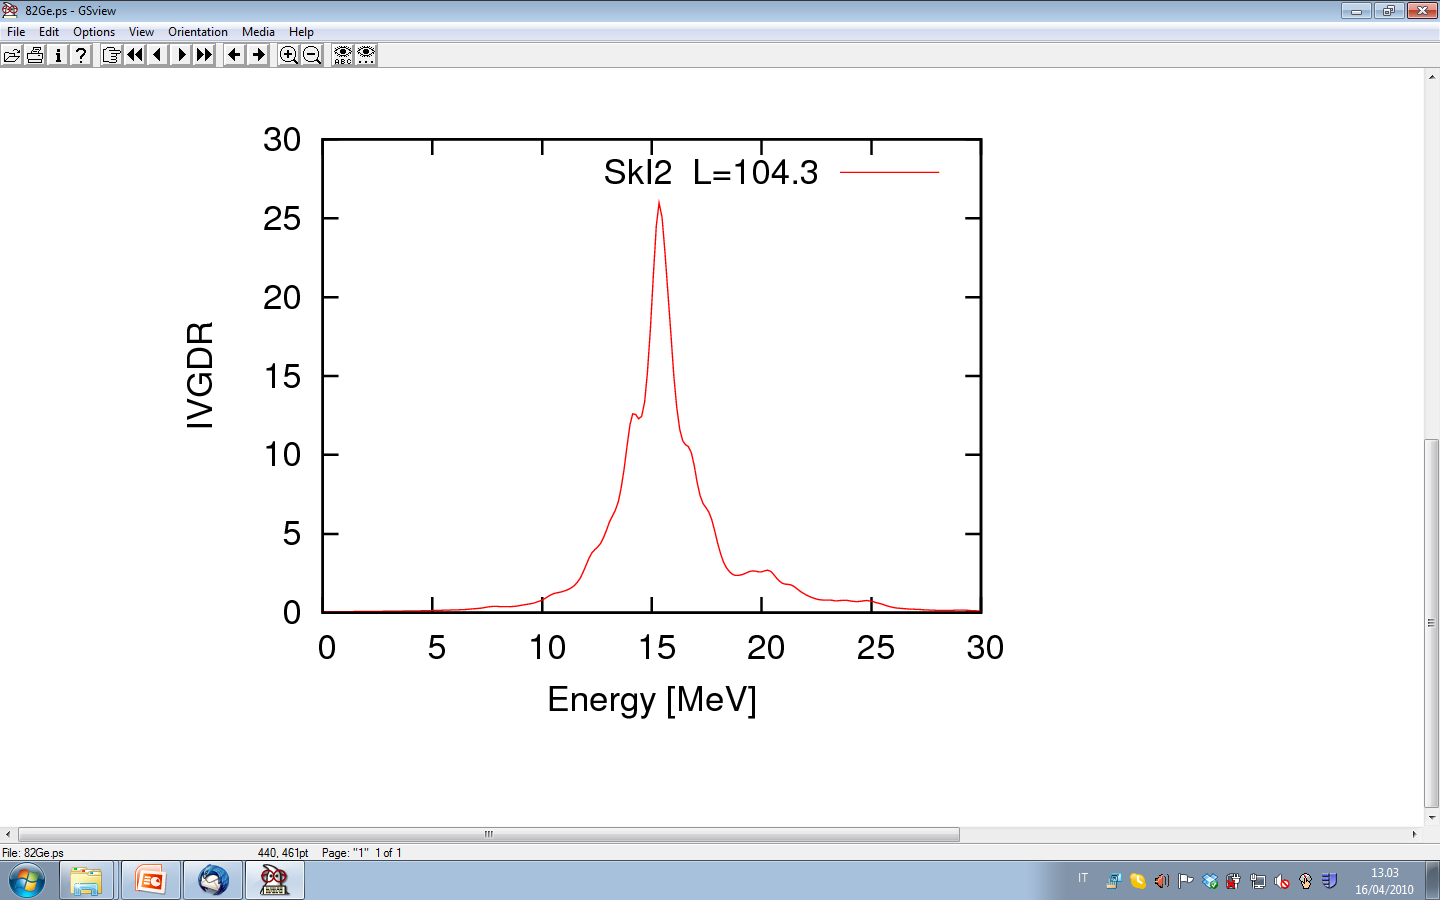 82Ge.ps - GSview
File Edit Options View Orientation Media Help
ABC
30
SkI2 L=104.3
25
20
15
10
5
0
IVGDR
0 5 10 15 20 25 30
Energy [MeV]
File: 82Ge.ps 440, 461pt Page: "1" 1 of 1
IT
13.03
16/04/2010